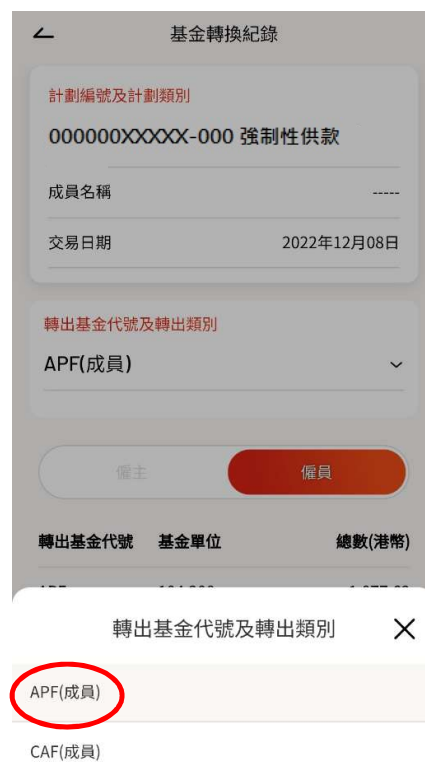 基金轉換紀錄
計劃編號及計劃類別
000000XXXXX-000 強制性供款
成員名稱 -----
交易日期 2022年12月08日
轉出基金代號及轉出類別
APF(成員)
僱主 僱員
轉出基金代號 基金單位 總數(港幣)
轉出基金代號及轉出類別
APF(成員)
CAF(成員)